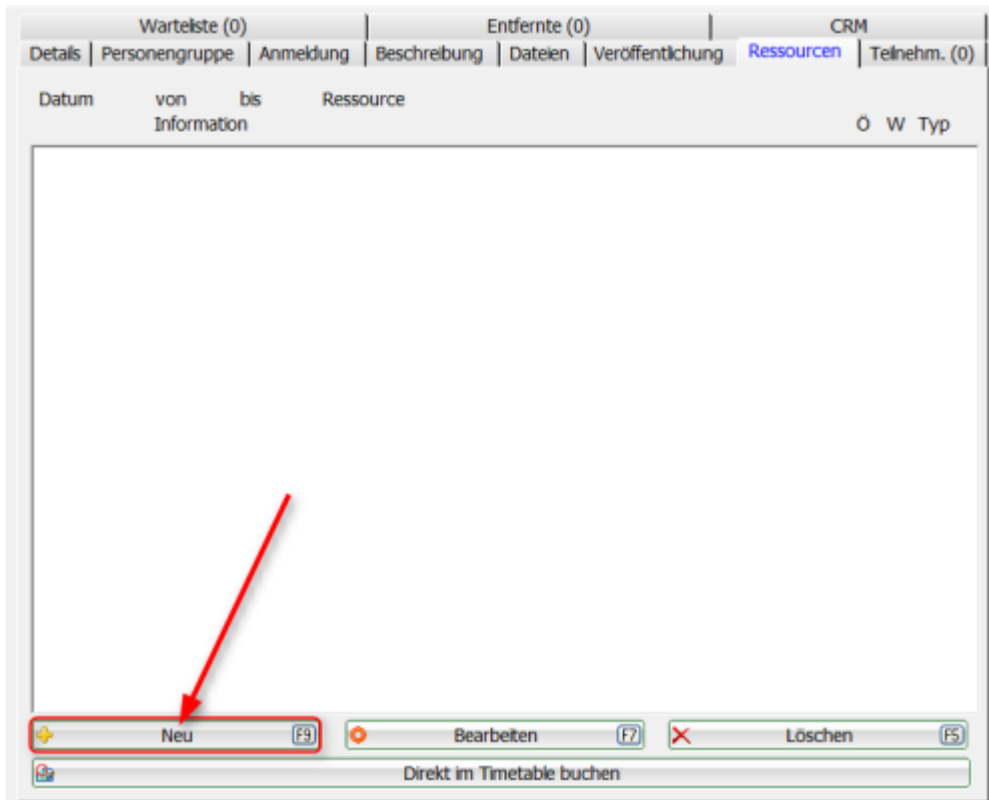 Warteliste (0) Entfernte (0) CRM
Details Personengruppe Anmeldung Beschreibung Dateien Veröffentlichung Ressourcen Teilnehm. (0)
Datum von bis Ressource
Information Ö W Typ
Neu F9 Bearbeiten F7 Löschen F5
Direkt im Timetable buchen